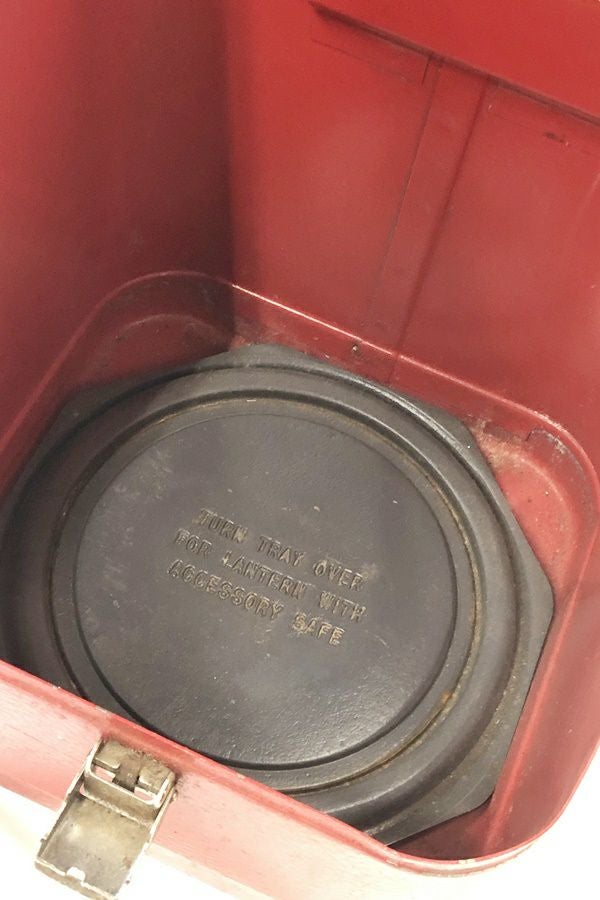 TURN TRAY OVER
FOR LANTERN WITH
ACCESSORY SAFE